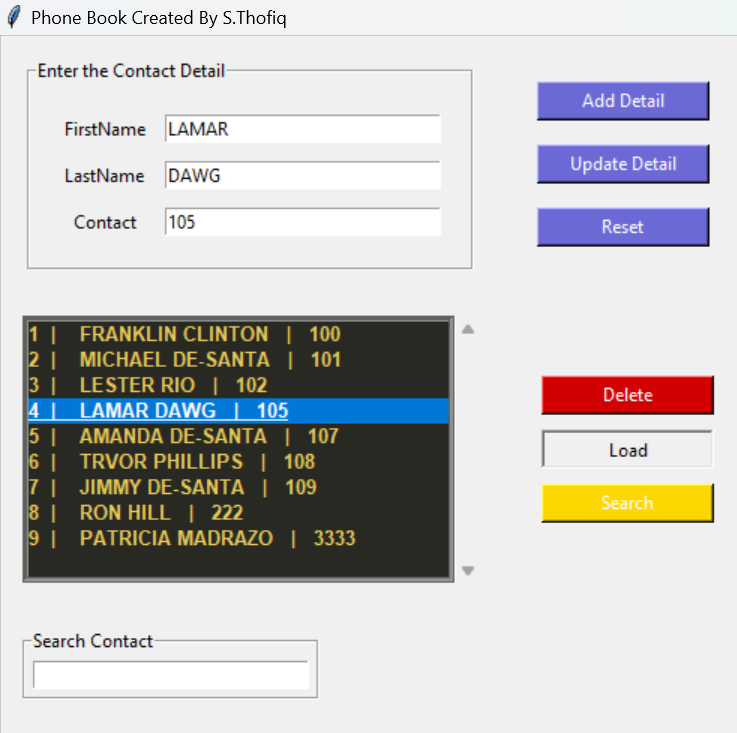 Phone Book Created By S.Thofiq
Enter the Contact Detail
FirstName LAMAR
LastName DAWG
Contact 105
Add Detail
Update Detail
Reset
1 | FRANKLIN CLINTON | 100
2 | MICHAEL DE-SANTA | 101
3 | LESTER RIO | 102
4 | LAMAR DAWG | 105
5 | AMANDA DE-SANTA | 107
6 | TRVOR PHILLIPS | 108
7 | JIMMY DE-SANTA | 109
8 | RON HILL | 222
9 | PATRICIA MADRAZO | 3333
Delete
Load
Search
Search Contact